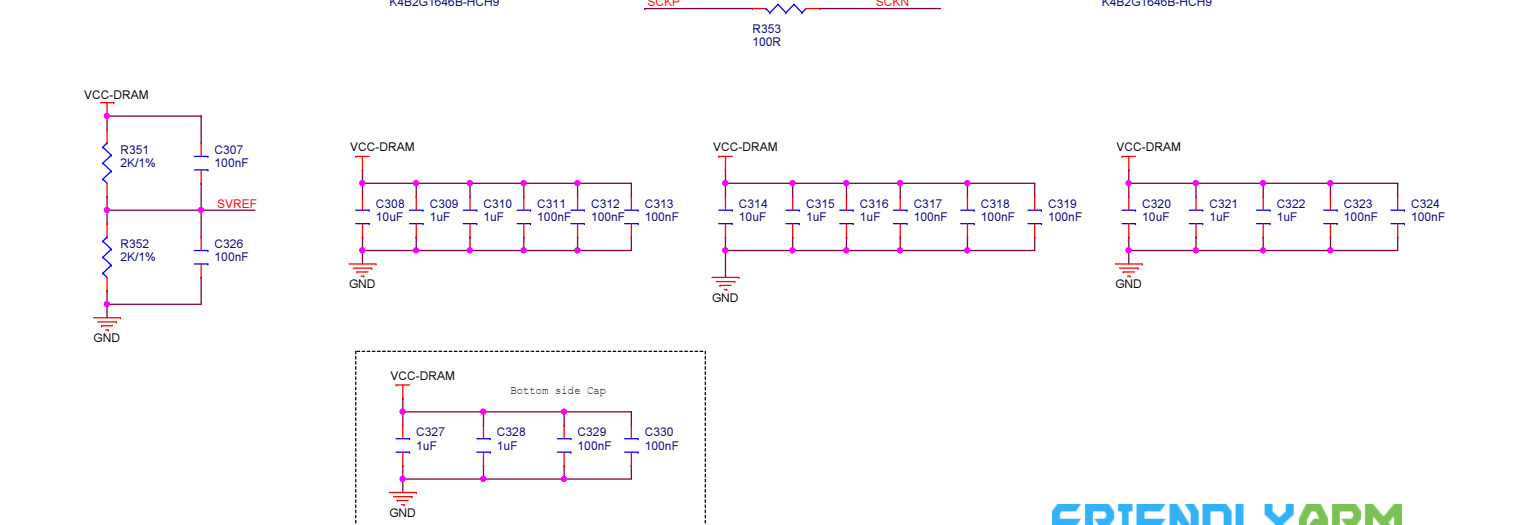 K4B2G1646B-HCH9
SCKP
SCKN
K4B2G1646B-HCH9
R353
100R
VCC-DRAM
R351
2K/1%
C307
100nF
SVREF
R352
2K/1%
C326
100nF
GND
VCC-DRAM
C308
10uF
C309
1uF
C310
1uF
C311
100nF
C312
100nF
C313
100nF
GND
VCC-DRAM
C314
10uF
C315
1uF
C316
1uF
C317
100nF
C318
100nF
C319
100nF
GND
VCC-DRAM
C320
10uF
C321
1uF
C322
1uF
C323
100nF
C324
100nF
GND
VCC-DRAM
Bottom side Cap
C327
1uF
C328
1uF
C329
100nF
C330
100nF
GND
FRIENDLYARM